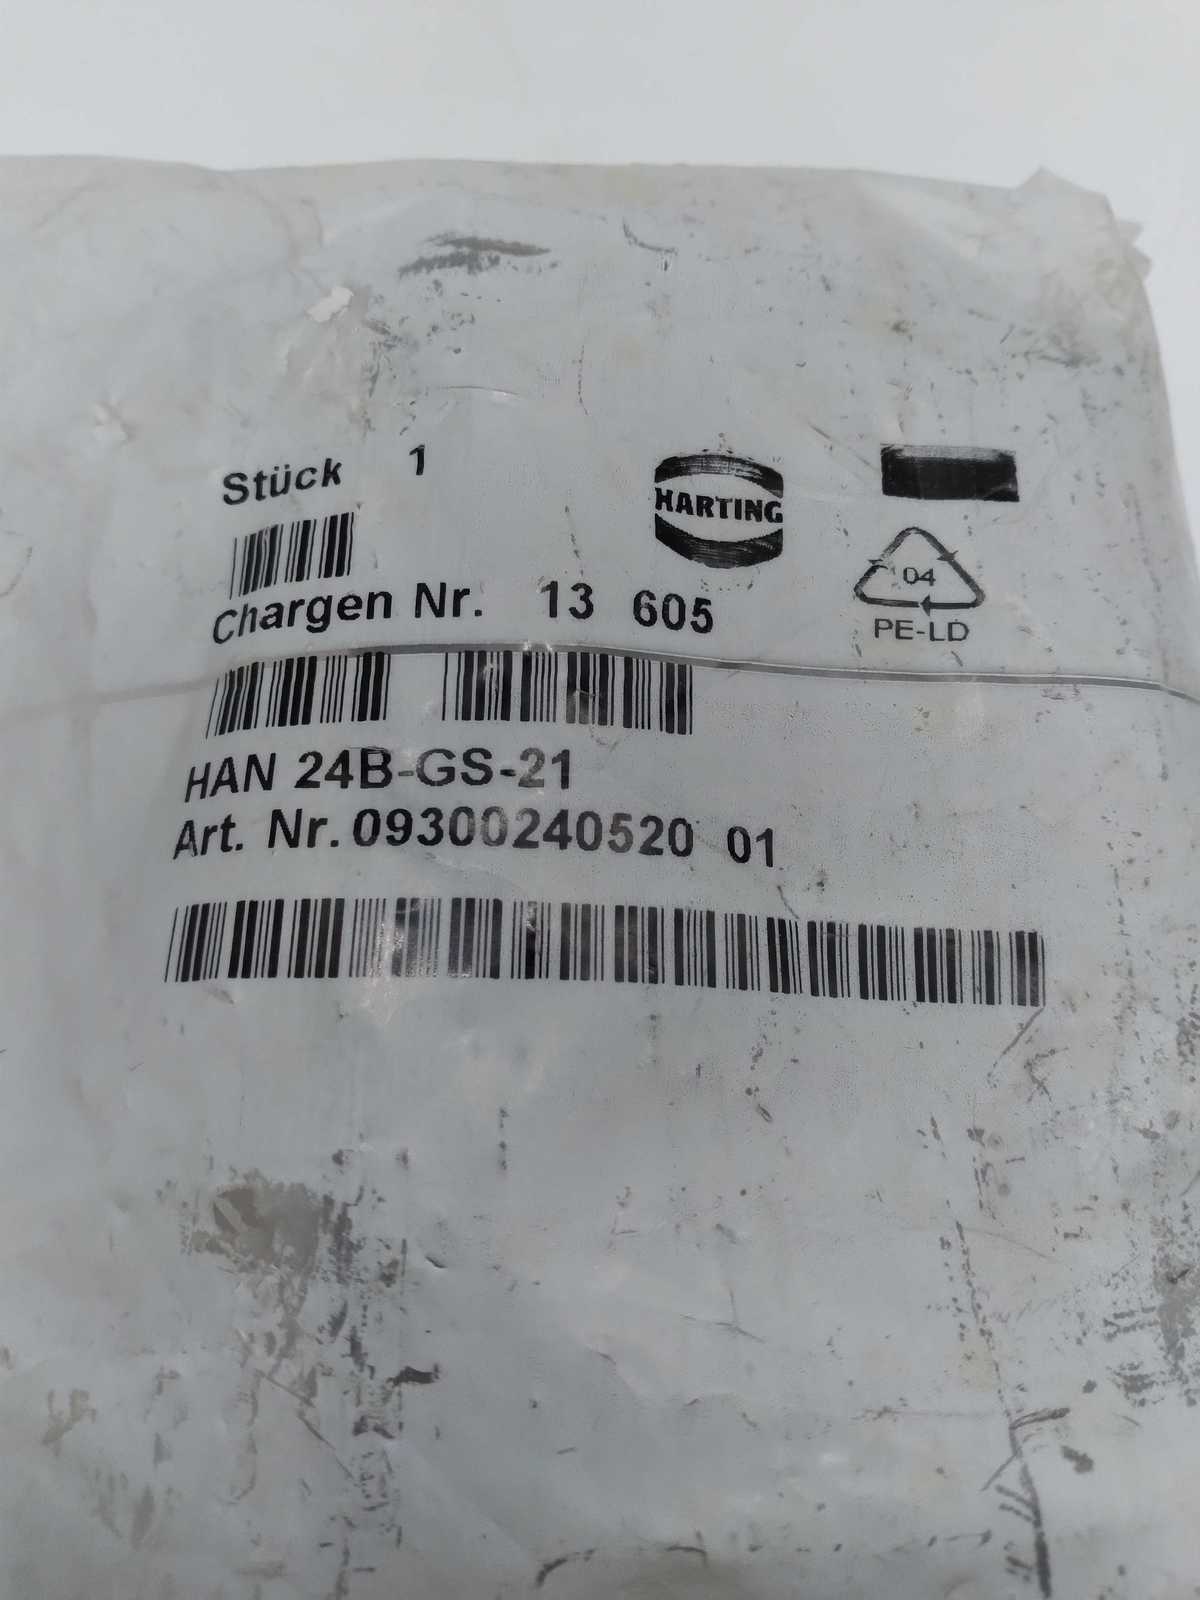 Stück 1
HARTING
04
PE-LD
Chargen Nr. 13 605
HAN 24B-GS-21
Art. Nr. 09300240520 01